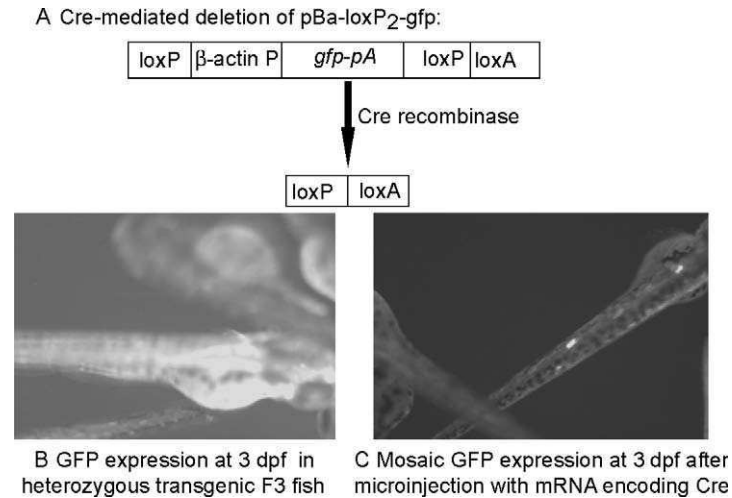 A Cre-mediated deletion of pBa-loxP₂-gfp:
loxP β-actin P gfp-pA loxP loxA
Cre recombinase
loxP loxA
B GFP expression at 3 dpf in
heterozygous transgenic F3 fish
C Mosaic GFP expression at 3 dpf after
microinjection with mRNA encoding Cre